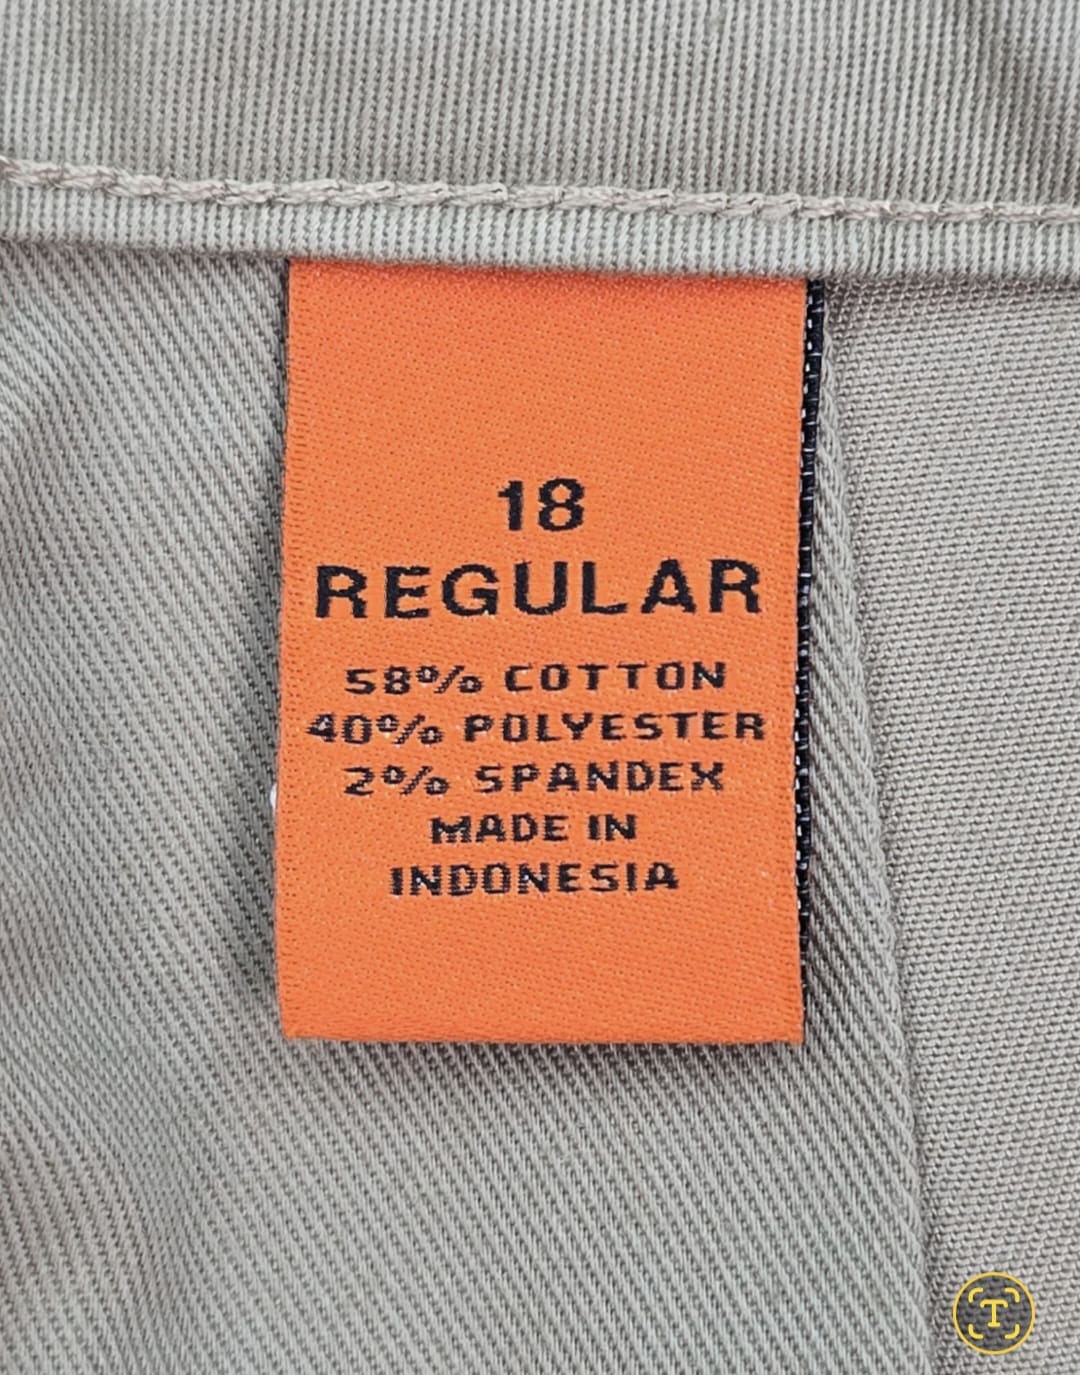 18
REGULAR
58% COTTON
40% POLYESTER
2% SPANDEX
MADE IN
INDONESIA
T